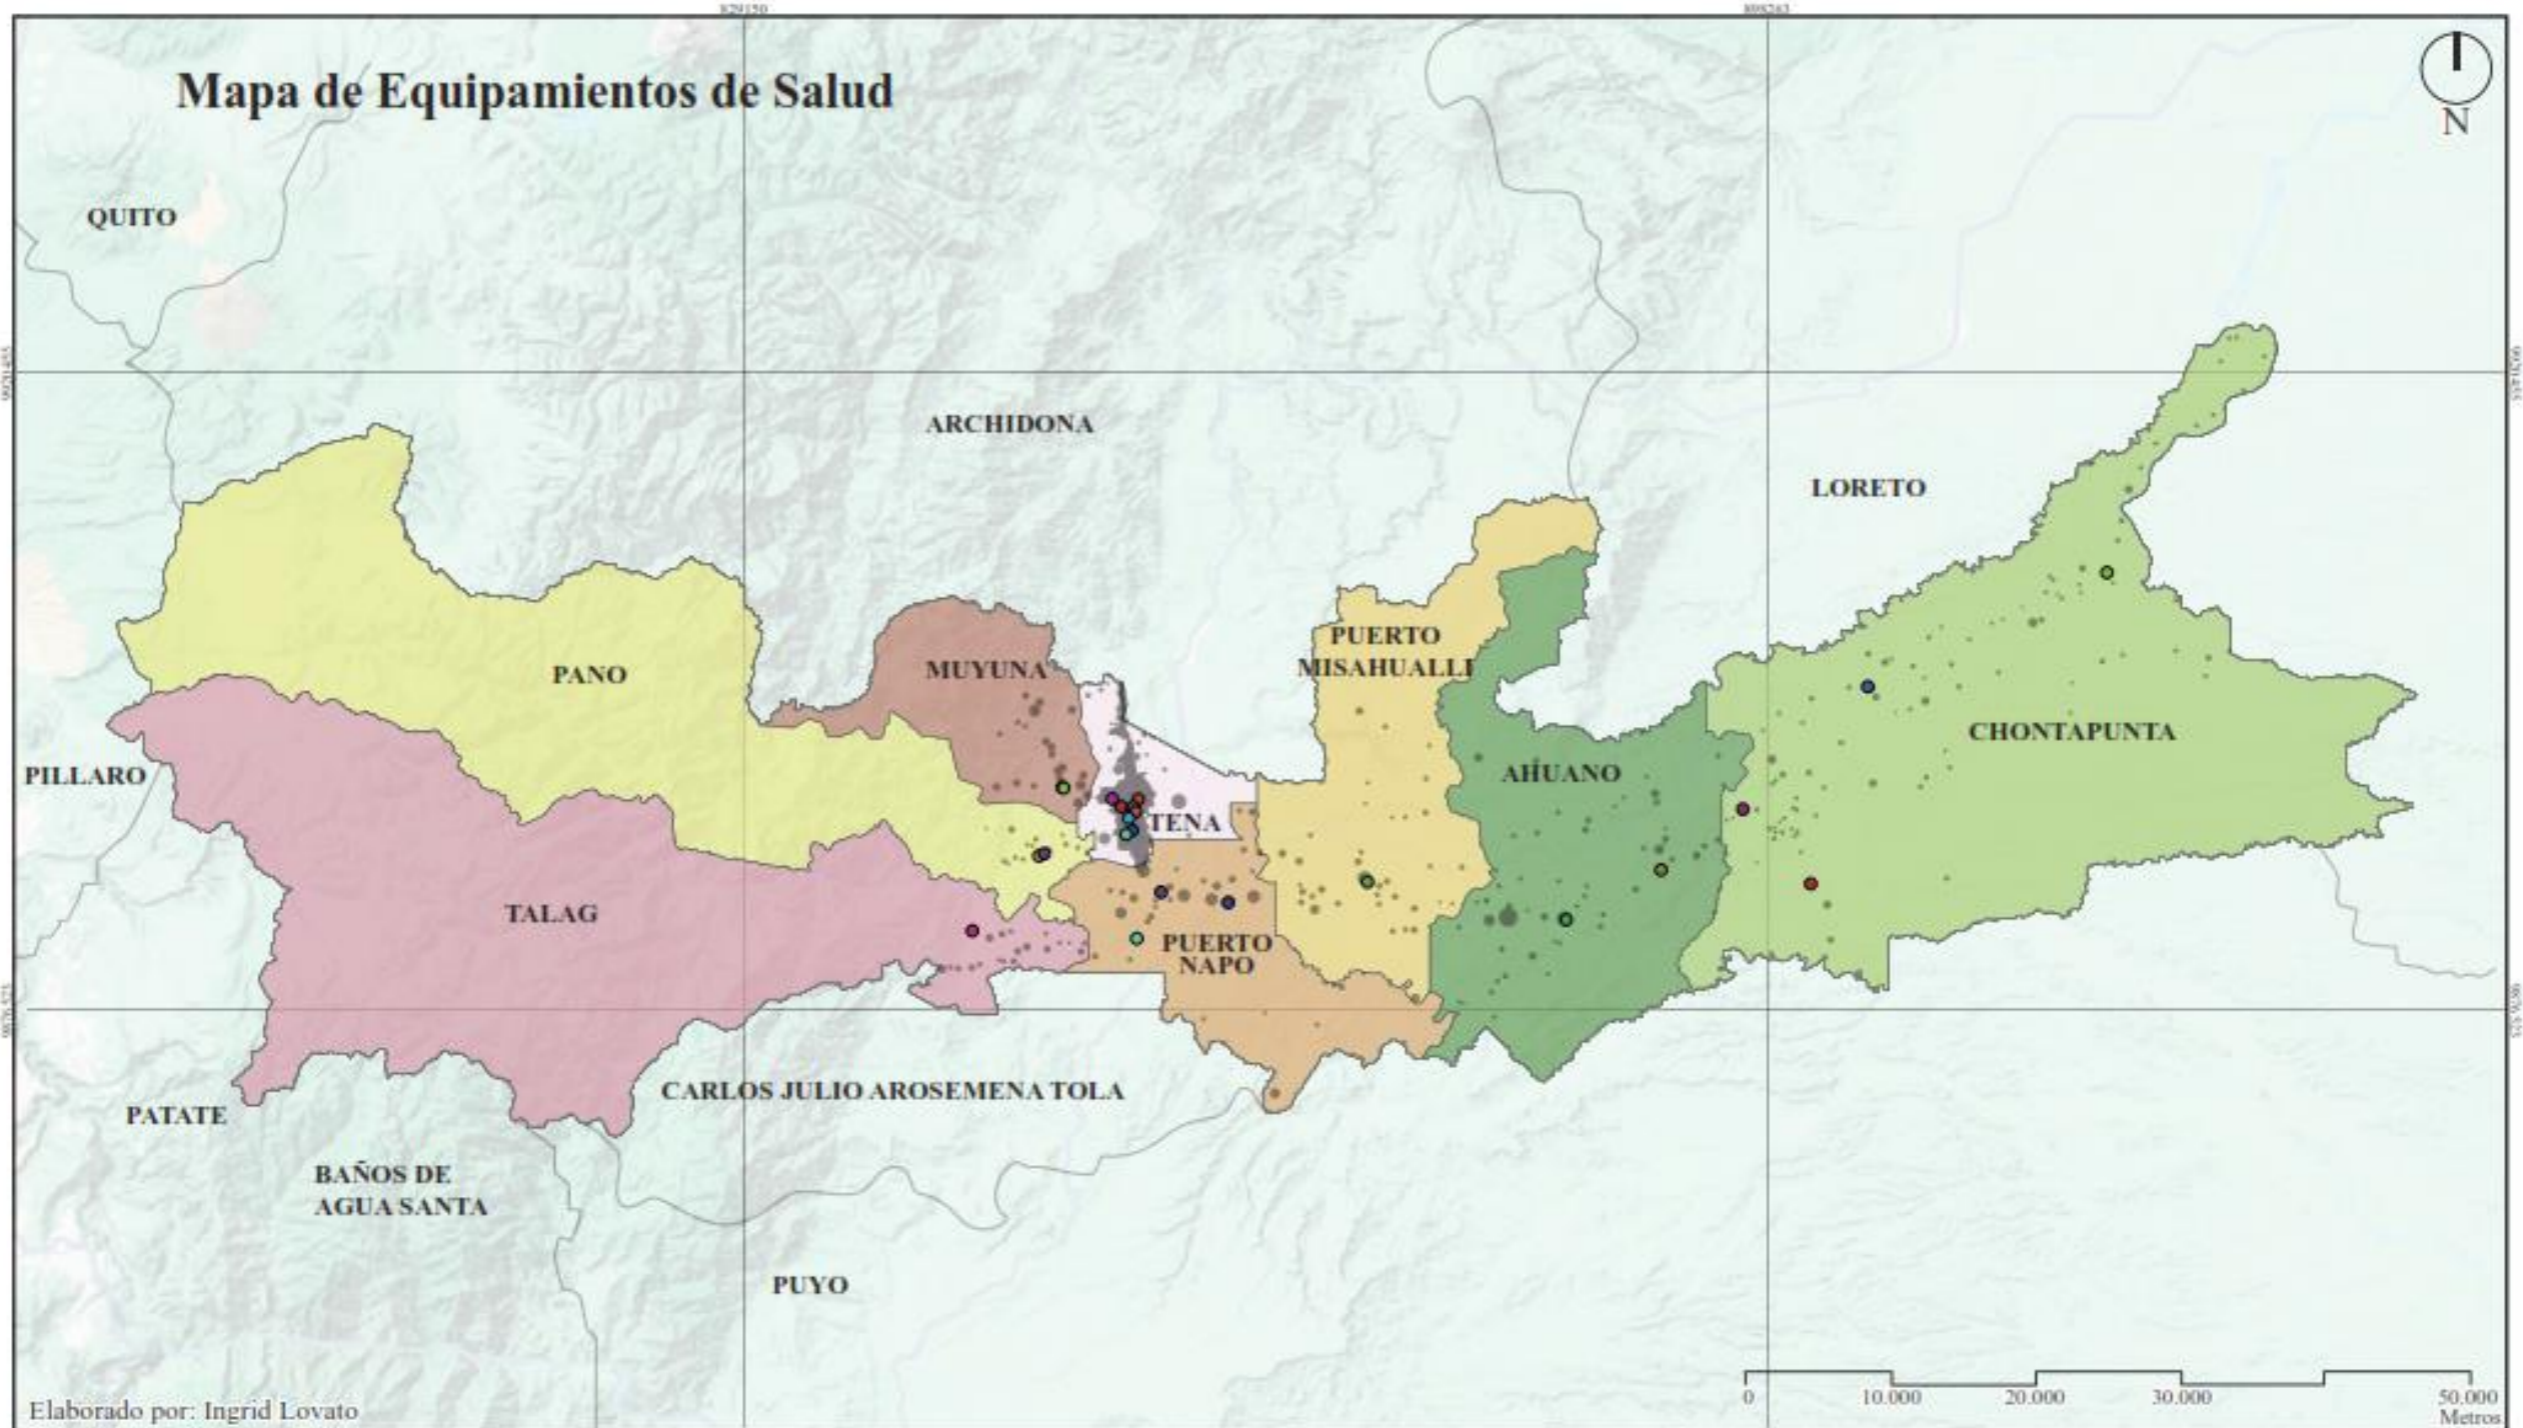 829150
898263
Mapa de Equipamientos de Salud
N
QUITO
ARCHIDONA
LORETO
PUERTO
MISAHUALLI
PANO
MUYUNA
CHONTAPUNTA
PILLARO
AHUANO
TENA
TALAG
PUERTO
NAPO
CARLOS JULIO AROSEMENA TOLA
PATATE
BAÑOS DE
AGUA SANTA
PUYO
0 10.000 20.000 30.000 50.000
Metros
Elaborado por: Ingrid Lovato